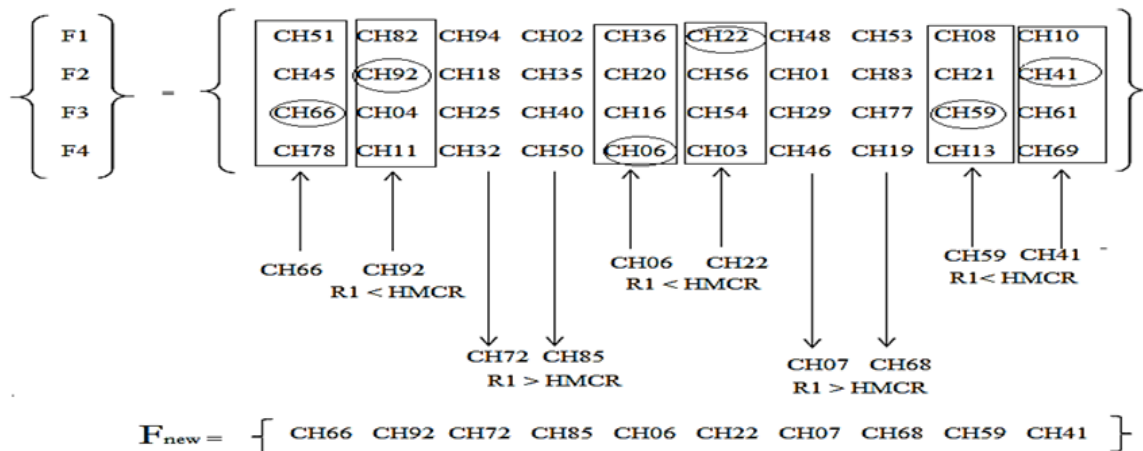 F1 CH51 CH82 CH94 CH02 CH36 CH22 CH48 CH53 CH08 CH10
F2 = CH45 CH92 CH18 CH35 CH20 CH56 CH01 CH83 CH21 CH41
F3 CH66 CH04 CH25 CH40 CH16 CH54 CH29 CH77 CH59 CH61
F4 CH78 CH11 CH32 CH50 CH06 CH03 CH46 CH19 CH13 CH69
CH66 CH92 CH06 CH22 CH59 CH41
R1 < HMCR R1 < HMCR R1< HMCR
CH72 CH85 CH07 CH68
R1 > HMCR R1 > HMCR
Fnew = { CH66 CH92 CH72 CH85 CH06 CH22 CH07 CH68 CH59 CH41 }